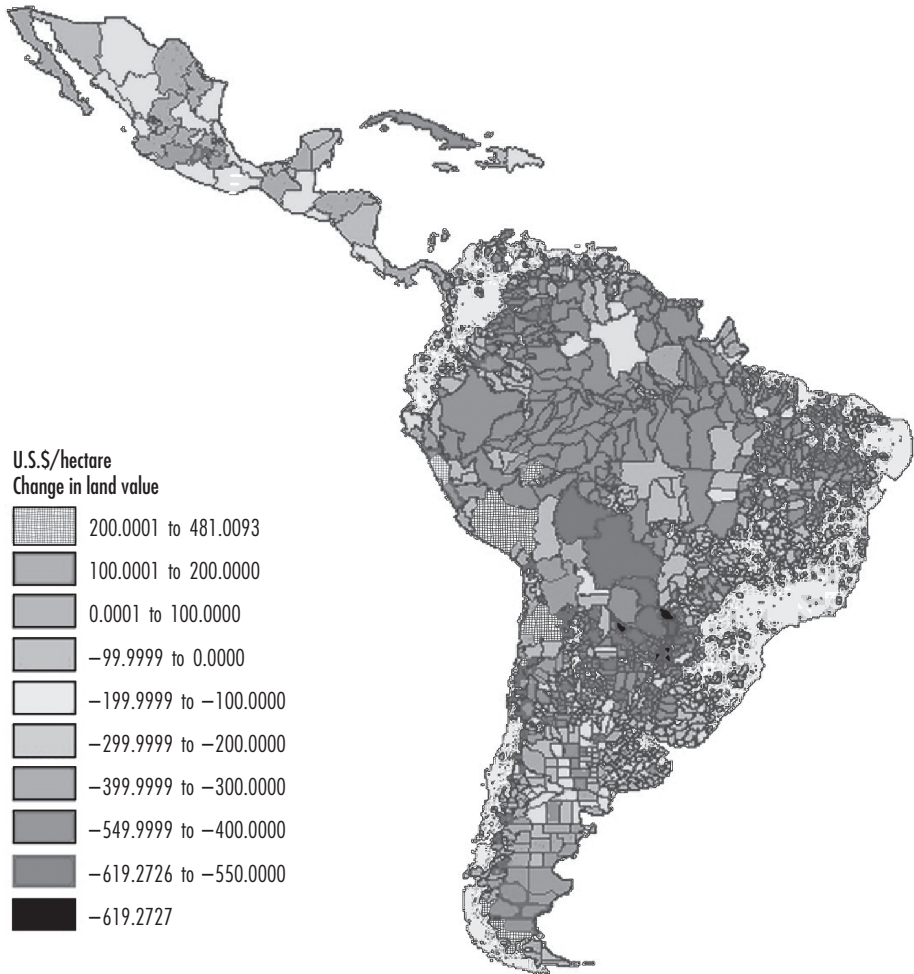 U.S.$/hectare
Change in land value
200.0001 to 481.0093
100.0001 to 200.0000
0.0001 to 100.0000
−99.9999 to 0.0000
−199.9999 to −100.0000
−299.9999 to −200.0000
−399.9999 to −300.0000
−549.9999 to −400.0000
−619.2726 to −550.0000
−619.2727